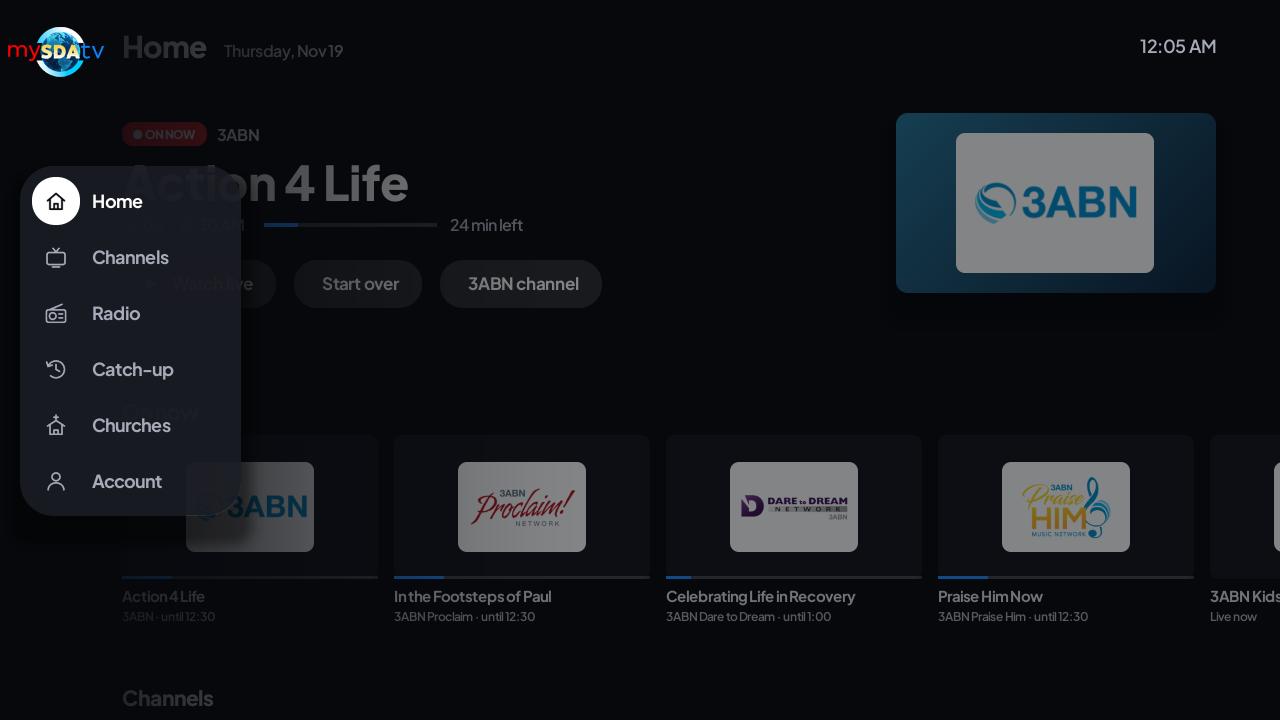 mySDAtv
Home
Thursday, Nov 19
12:05 AM
ON NOW
3ABN
Action 4 Life
24 min left
Watch live
Start over
3ABN channel
3ABN
Home
Channels
Radio
Catch-up
Churches
Account
3ABN
3ABN
Proclaim!
NETWORK
DARE to DREAM
NETWORK
3ABN
3ABN
Praise
HIM
MUSIC NETWORK
Action 4 Life
3ABN · until 12:30
In the Footsteps of Paul
3ABN Proclaim · until 12:30
Celebrating Life in Recovery
3ABN Dare to Dream · until 1:00
Praise Him Now
3ABN Praise Him · until 12:30
3ABN Kids
Live now
Channels